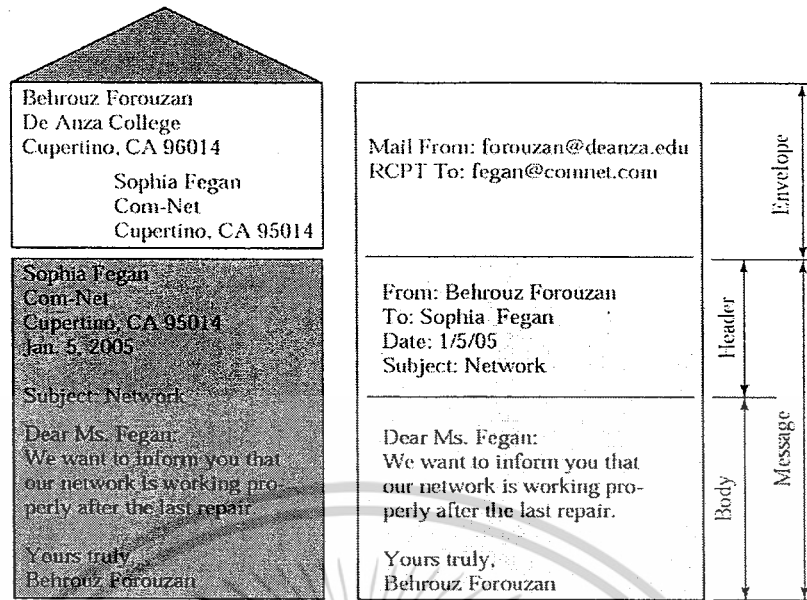 Behrouz Forouzan
De Anza College
Cupertino, CA 96014
Sophia Fegan
Com-Net
Cupertino, CA 95014
Sophia Fegan
Com-Net
Cupertino, CA 95014
Jan. 5, 2005
Subject: Network
Dear Ms. Fegan:
We want to inform you that
our network is working pro-
perly after the last repair.
Yours truly,
Behrouz Forouzan
Mail From: forouzan@deanza.edu
RCPT To: fegan@comnet.com
From: Behrouz Forouzan
To: Sophia Fegan
Date: 1/5/05
Subject: Network
Dear Ms. Fegan:
We want to inform you that
our network is working pro-
perly after the last repair.
Yours truly,
Behrouz Forouzan
Envelope
Header
Body
Message